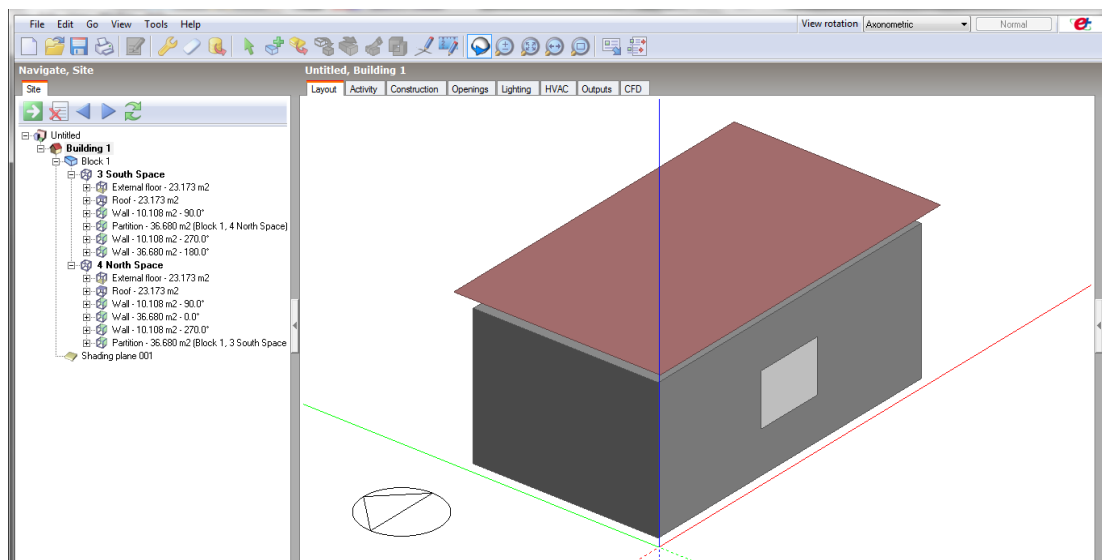 File Edit Go View Tools Help
View rotation Axonometric Normal
Navigate, Site
Site
Untitled
Building 1
Block 1
3 South Space
External floor - 23.173 m2
Roof - 23.173 m2
Wall - 10.108 m2 - 90.0°
Partition - 36.680 m2 (Block 1, 4 North Space)
Wall - 10.108 m2 - 270.0°
Wall - 36.680 m2 - 180.0°
4 North Space
External floor - 23.173 m2
Roof - 23.173 m2
Wall - 10.108 m2 - 90.0°
Wall - 36.680 m2 - 0.0°
Wall - 10.108 m2 - 270.0°
Partition - 36.680 m2 (Block 1, 3 South Space
Shading plane 001
Untitled, Building 1
Layout Activity Construction Openings Lighting HVAC Outputs CFD